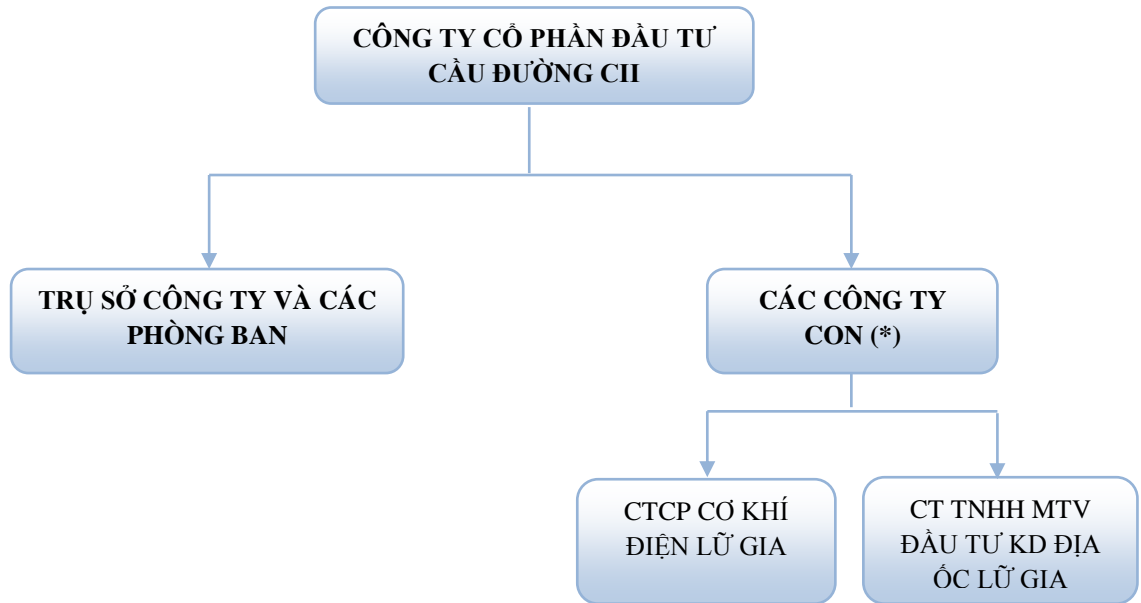 CÔNG TY CỔ PHẦN ĐẦU TƯ
CẦU ĐƯỜNG CII
TRỤ SỞ CÔNG TY VÀ CÁC
PHÒNG BAN
CÁC CÔNG TY
CON (*)
CTCP CƠ KHÍ
ĐIỆN LỮ GIA
CT TNHH MTV
ĐẦU TƯ KD ĐỊA
ỐC LỮ GIA